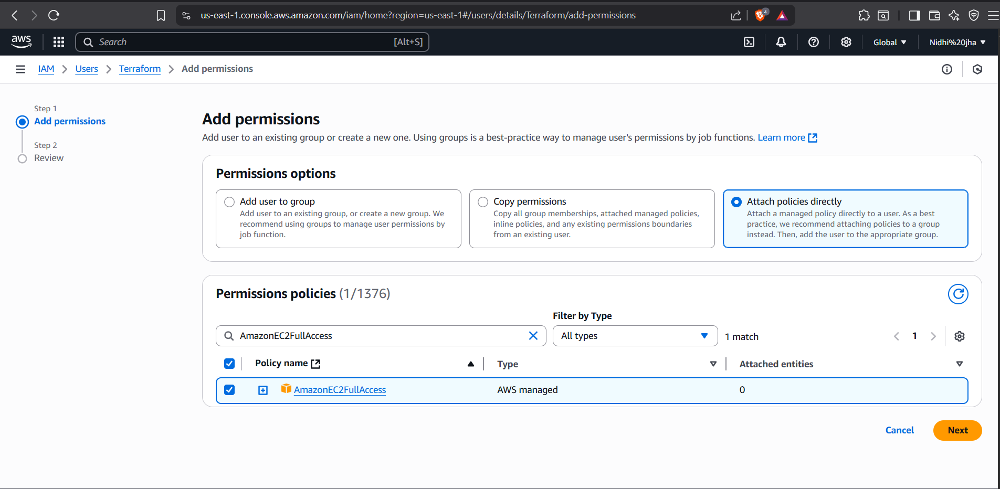 us-east-1.console.aws.amazon.com/iam/home?region=us-east-1#/users/details/Terraform/add-permissions
4
aws
Search
[Alt+S]
Global
Nidhi%20jha
IAM
Users
Terraform
Add permissions
Step 1
Add permissions
Step 2
Review
Add permissions
Add user to an existing group or create a new one. Using groups is a best-practice way to manage user's permissions by job functions. Learn more
Permissions options
Add user to group
Add user to an existing group, or create a new group. We
recommend using groups to manage user permissions by
job function.
Copy permissions
Copy all group memberships, attached managed policies,
inline policies, and any existing permissions boundaries
from an existing user.
Attach policies directly
Attach a managed policy directly to a user. As a best
practice, we recommend attaching policies to a group
instead. Then, add the user to the appropriate group.
Permissions policies (1/1376)
Filter by Type
AmazonEC2FullAccess
All types
1 match
1
Policy name
Type
Attached entities
AmazonEC2FullAccess
AWS managed
0
Cancel
Next